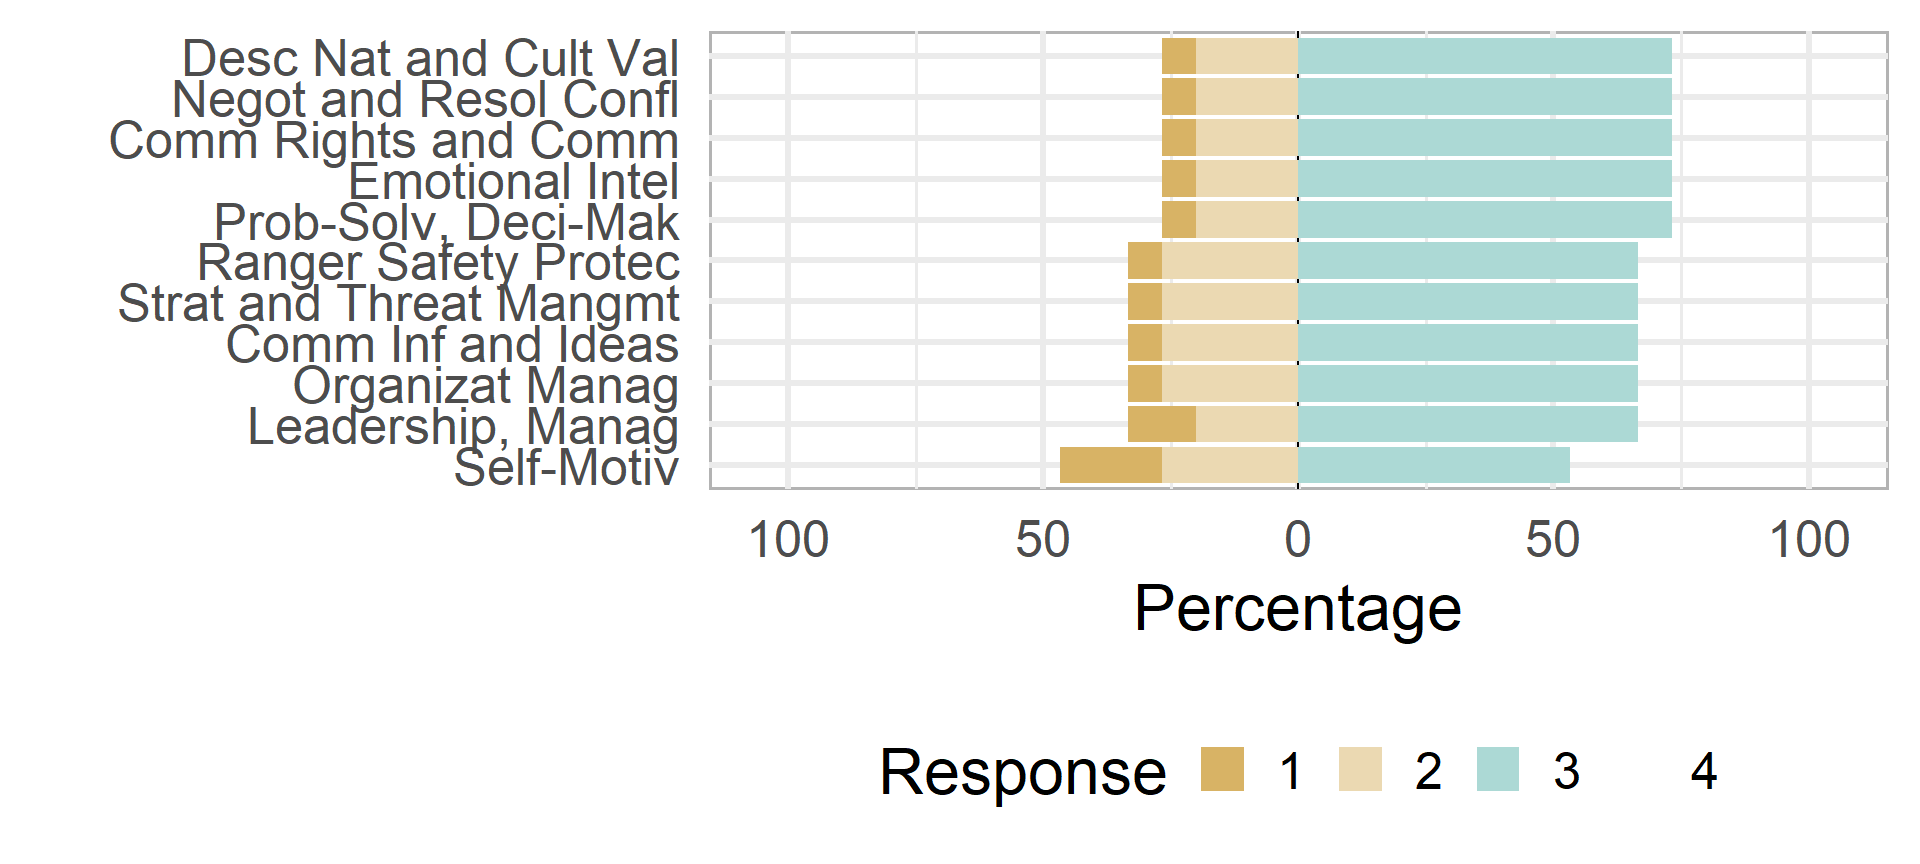 Desc Nat and Cult Val
Negot and Resol Confl
Comm Rights and Comm
Emotional Intel
Prob-Solv, Deci-Mak
Ranger Safety Protec
Strat and Threat Mangmt
Comm Inf and Ideas
Organizat Manag
Leadership, Manag
Self-Motiv
100 50 0 50 100
Percentage
Response 1 2 3 4